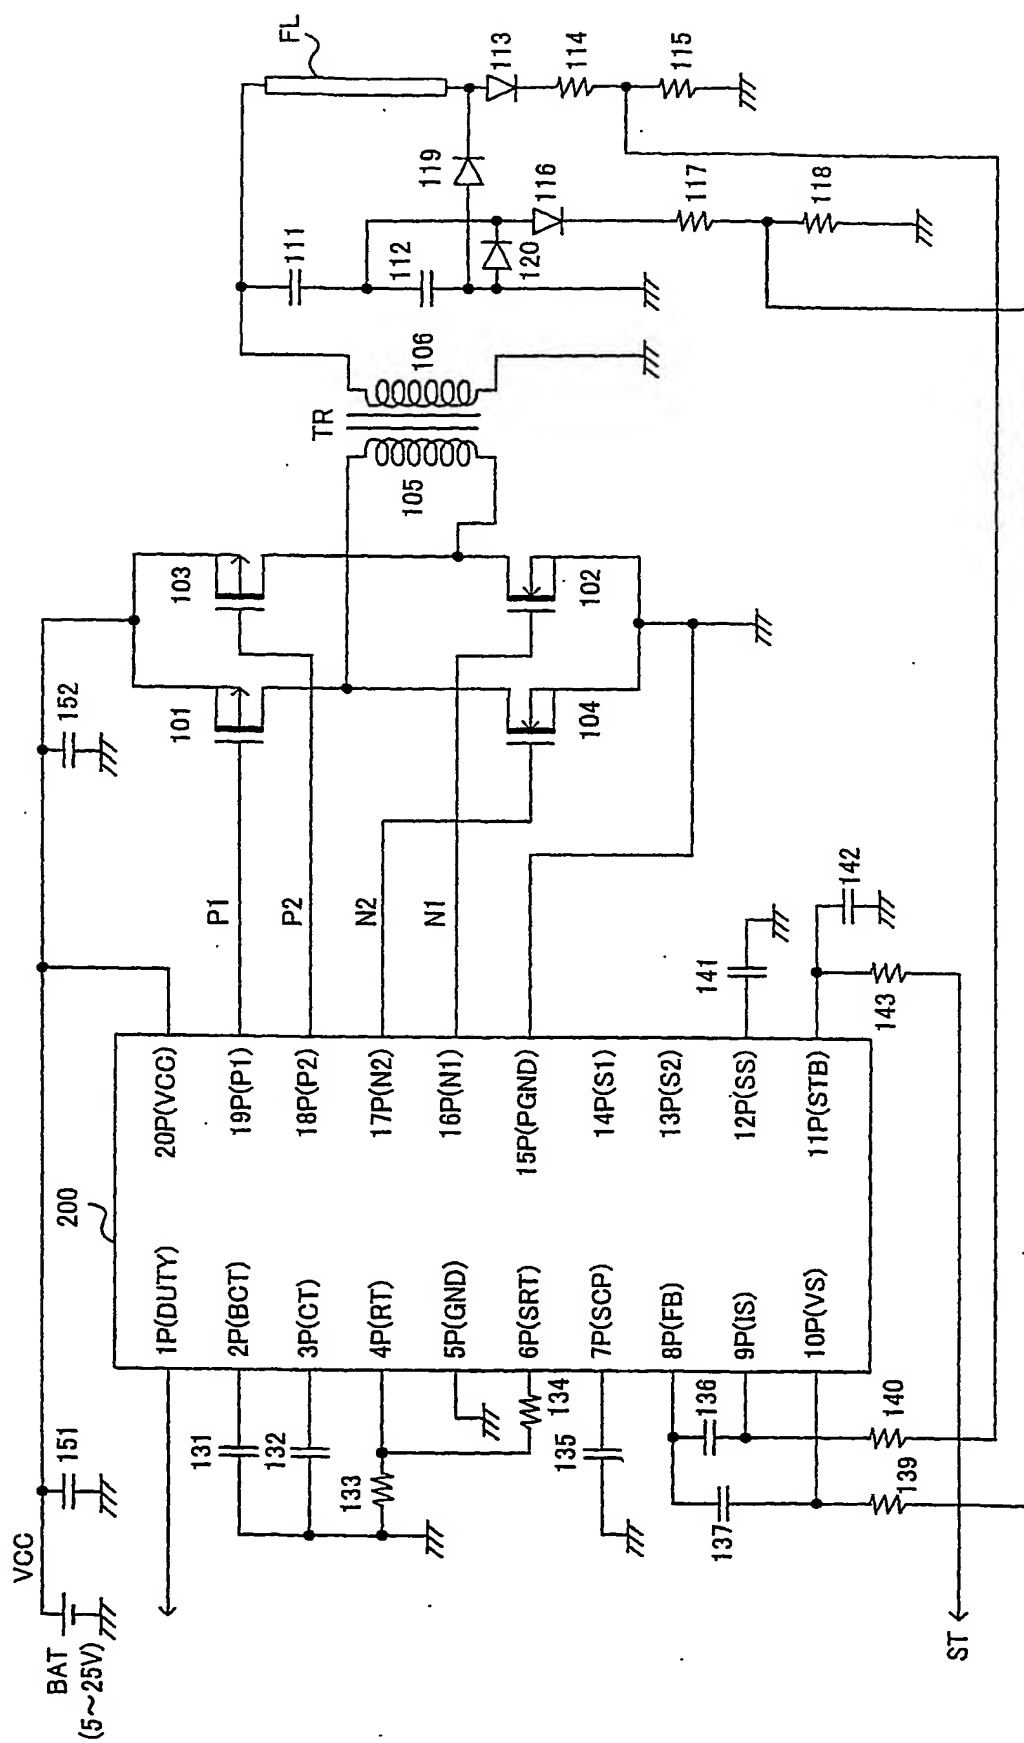 BAT
(5~25V)
VCC
151
152
200
1P(DUTY)
2P(BCT)
3P(CT)
4P(RT)
5P(GND)
6P(SRT)
7P(SCP)
8P(FB)
9P(IS)
10P(VS)
20P(VCC)
19P(P1)
18P(P2)
17P(N2)
16P(N1)
15P(PGND)
14P(S1)
13P(S2)
12P(SS)
11P(STB)
131
132
133
134
135
136
137
139
140
ST
P1
P2
N2
N1
141
142
143
101
103
104
102
TR
105
106
111
112
119
120
116
117
118
FL
113
114
115